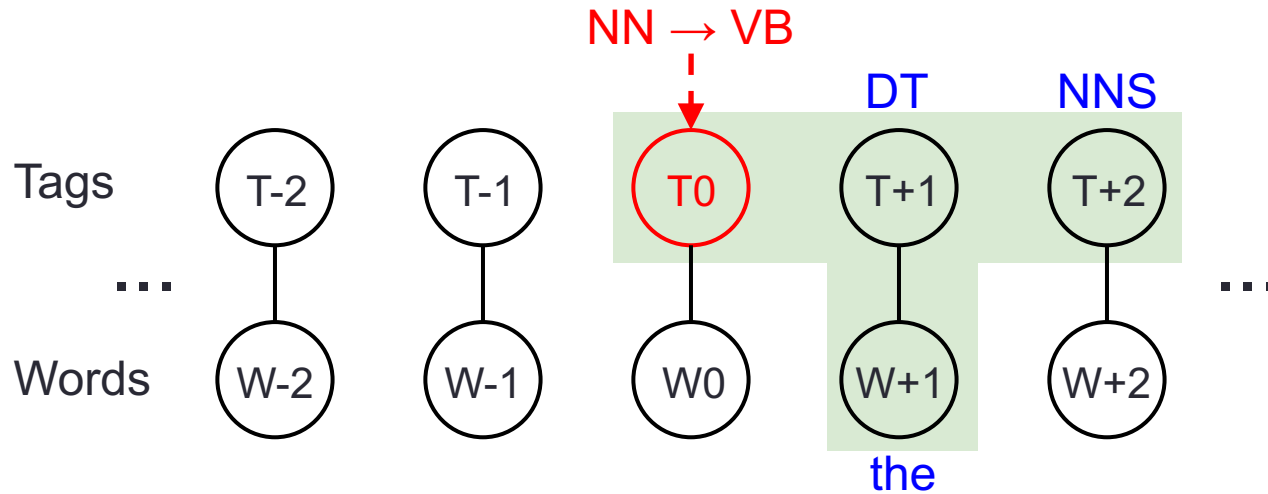 NN → VB
DT NNS
Tags T-2 T-1 T0 T+1 T+2
... ...
Words W-2 W-1 W0 W+1 W+2
the